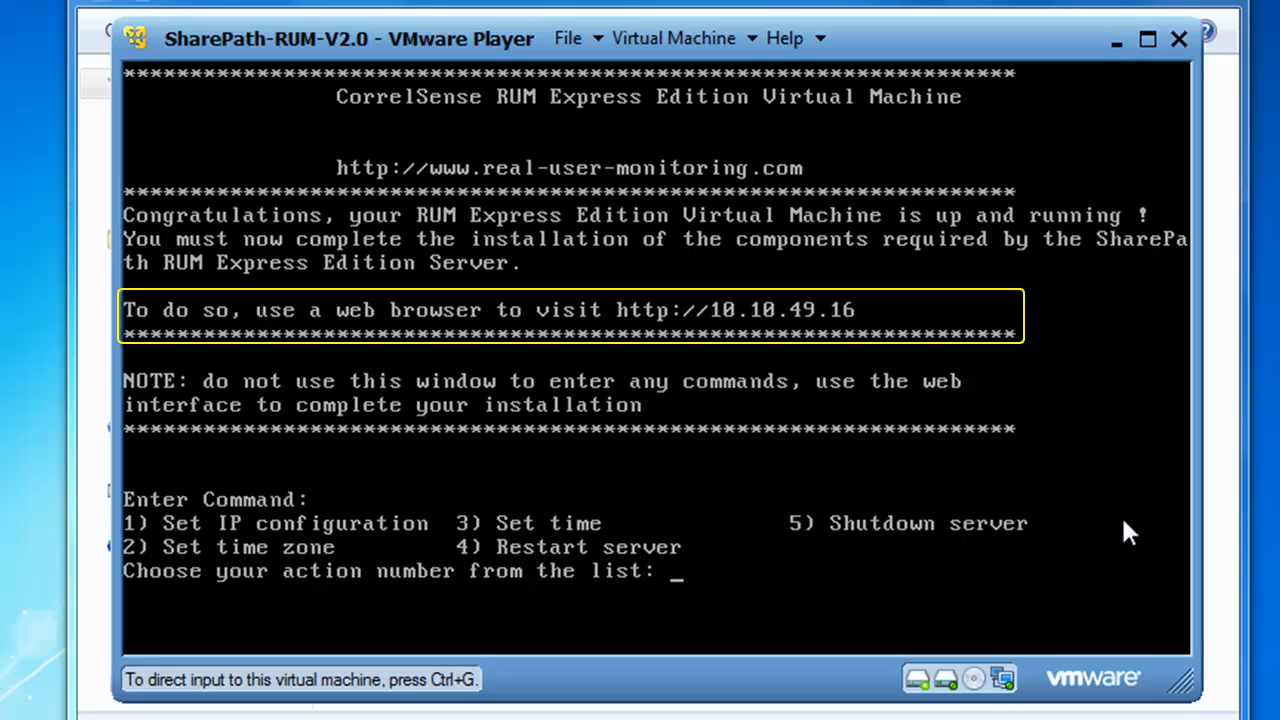 SharePath-RUM-V2.0 - VMware Player File Virtual Machine Help
*******************************************************************
CorrelSense RUM Express Edition Virtual Machine
http://www.real-user-monitoring.com
*******************************************************************
Congratulations, your RUM Express Edition Virtual Machine is up and running !
You must now complete the installation of the components required by the SharePa
th RUM Express Edition Server.
To do so, use a web browser to visit http://10.10.49.16
*******************************************************************
NOTE: do not use this window to enter any commands, use the web
interface to complete your installation
*******************************************************************
Enter Command:
1) Set IP configuration 3) Set time 5) Shutdown server
2) Set time zone 4) Restart server
Choose your action number from the list: _
To direct input to this virtual machine, press Ctrl+G. vmware